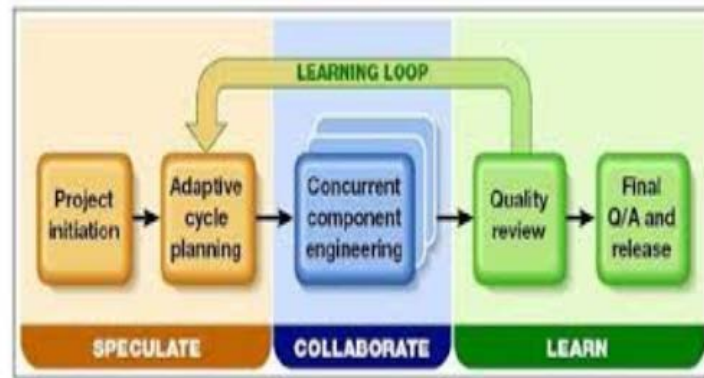 LEARNING LOOP
Project
initiation
Adaptive
cycle
planning
Concurrent
component
engineering
Quality
review
Final
Q/A and
release
SPECULATE
COLLABORATE
LEARN